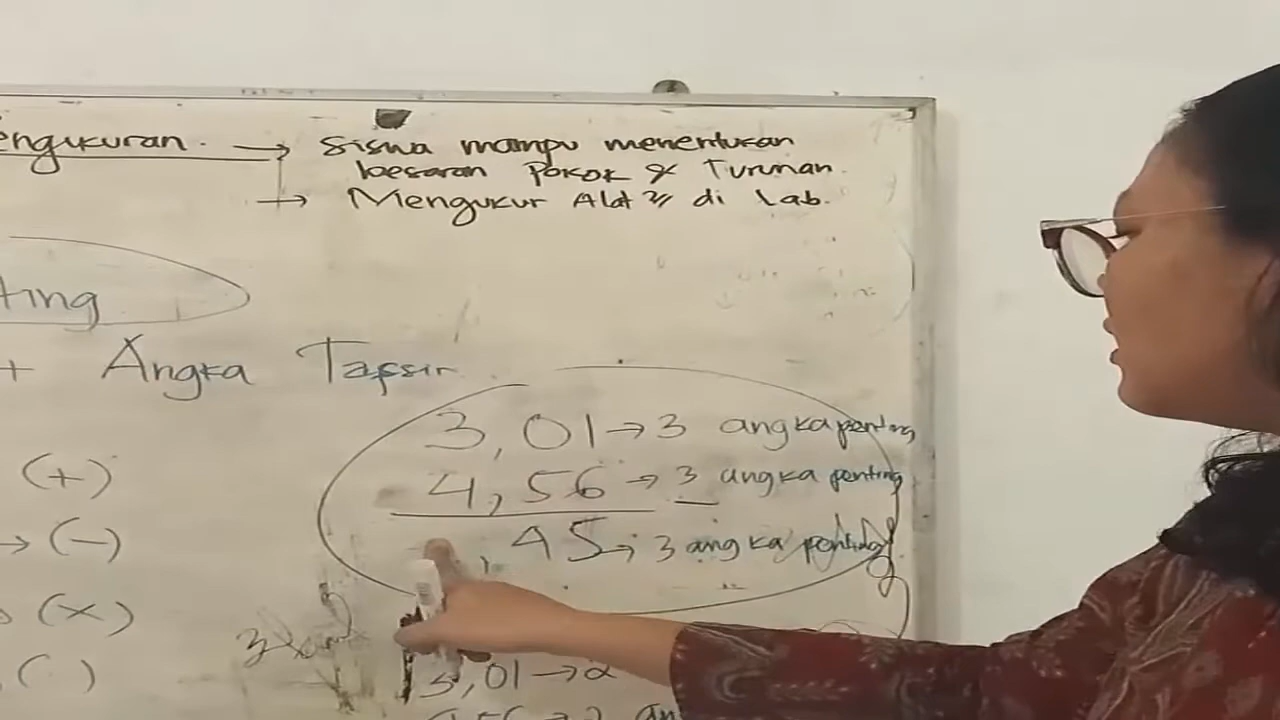 engukuran. → Siswa mampu menentukan
besaran Pokok & Turunan.
→ Mengukur Alat² di Lab.
ting
+ Angka Tafsir
3,01 → 3 angka penting
(+)
4,56 → 3 angka penting
→ (-)
,45 → 3 angka penting
(x)
( )
3,01 → 2